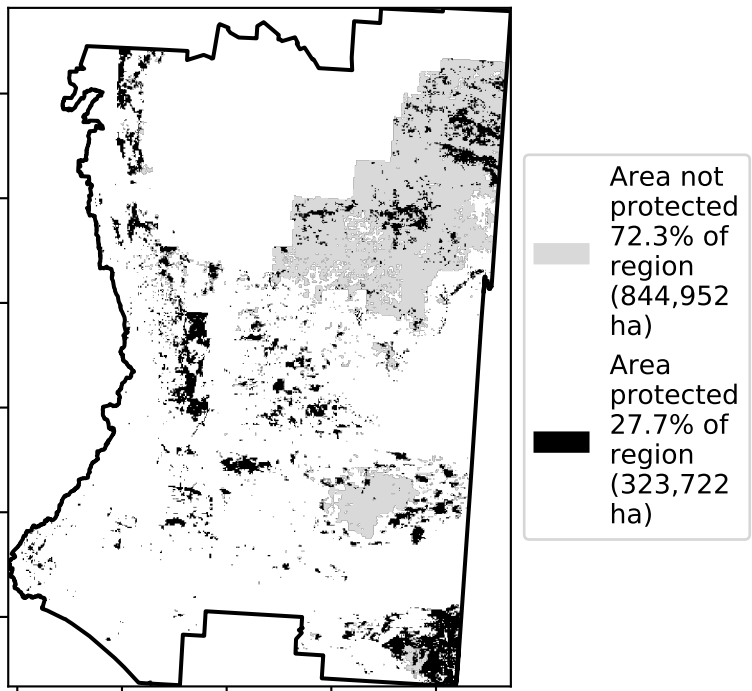 Area not
protected
72.3% of
region
(844,952
ha)
Area
protected
27.7% of
region
(323,722
ha)